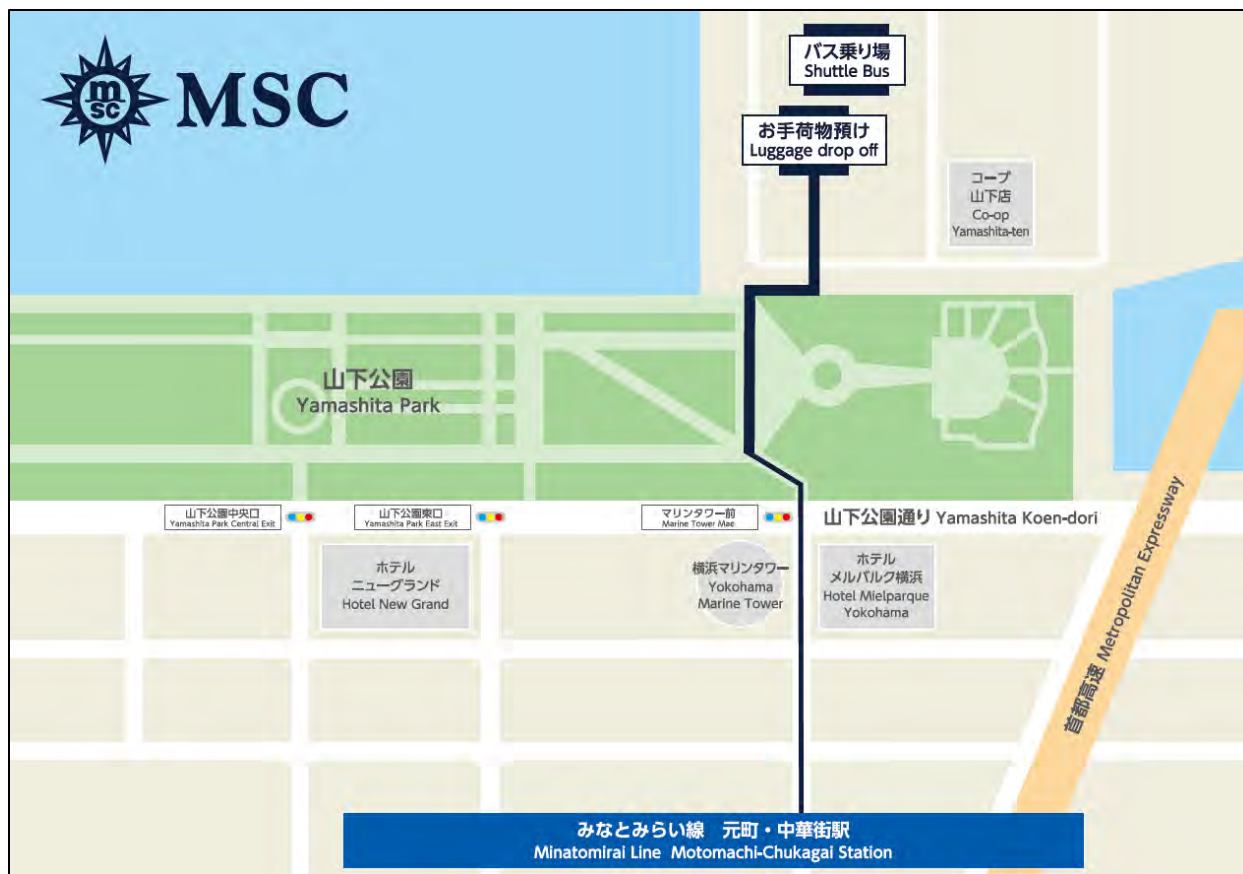 msc
MSC
バス乗り場
Shuttle Bus
お手荷物預け
Luggage drop off
コープ
山下店
Co-op
Yamashita-ten
山下公園
Yamashita Park
山下公園中央口
Yamashita Park Central Exit
山下公園東口
Yamashita Park East Exit
マリンタワー前
Marine Tower Mae
山下公園通り Yamashita Koen-dori
ホテル
ニューグランド
Hotel New Grand
横浜マリンタワー
Yokohama
Marine Tower
ホテル
メルパルク横浜
Hotel Mielparque
Yokohama
首都高速 Metropolitan Expressway
みなとみらい線 元町・中華街駅
Minatomirai Line Motomachi-Chukagai Station